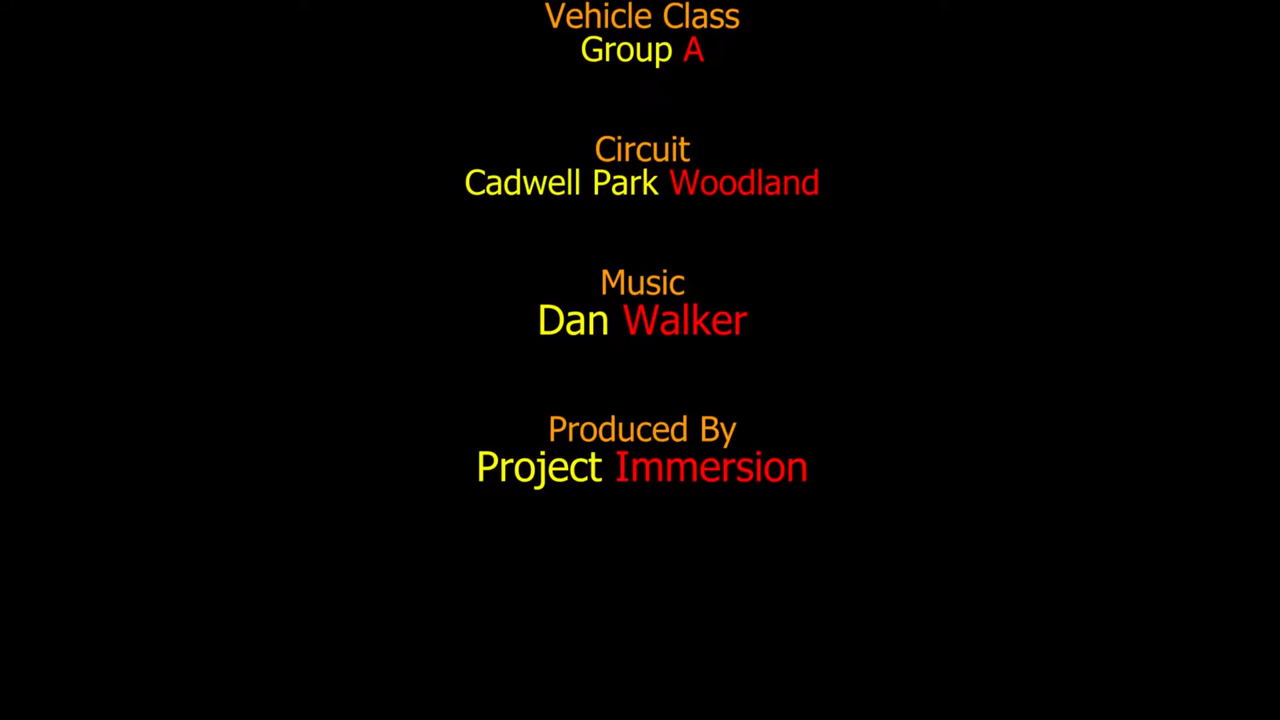 Vehicle Class
Group A
Circuit
Cadwell Park Woodland
Music
Dan Walker
Produced By
Project Immersion